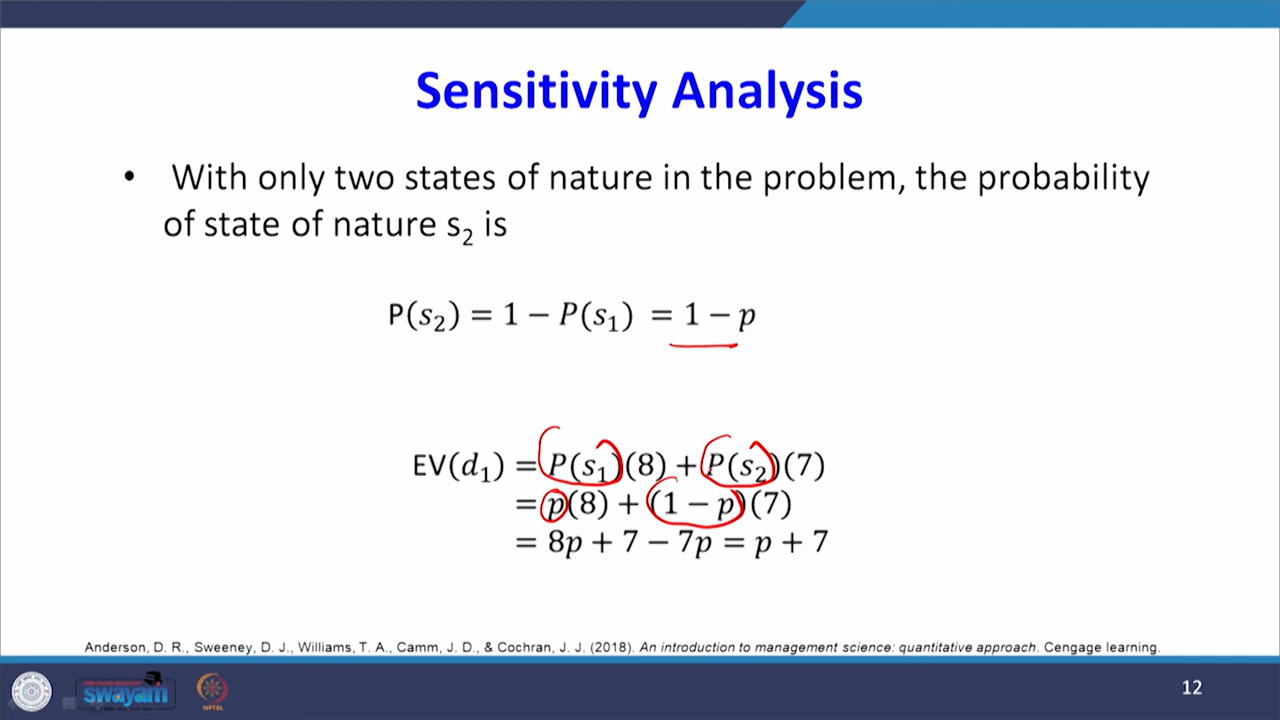 Sensitivity Analysis
• With only two states of nature in the problem, the probability
of state of nature s₂ is
P(s₂) = 1 − P(s₁) = 1 − p
EV(d₁) = P(s₁)(8) + P(s₂)(7)
= p(8) + (1 − p)(7)
= 8p + 7 − 7p = p + 7
Anderson, D. R., Sweeney, D. J., Williams, T. A., Camm, J. D., & Cochran, J. J. (2018). An introduction to management science: quantitative approach. Cengage learning.
swayam
NPTEL
12